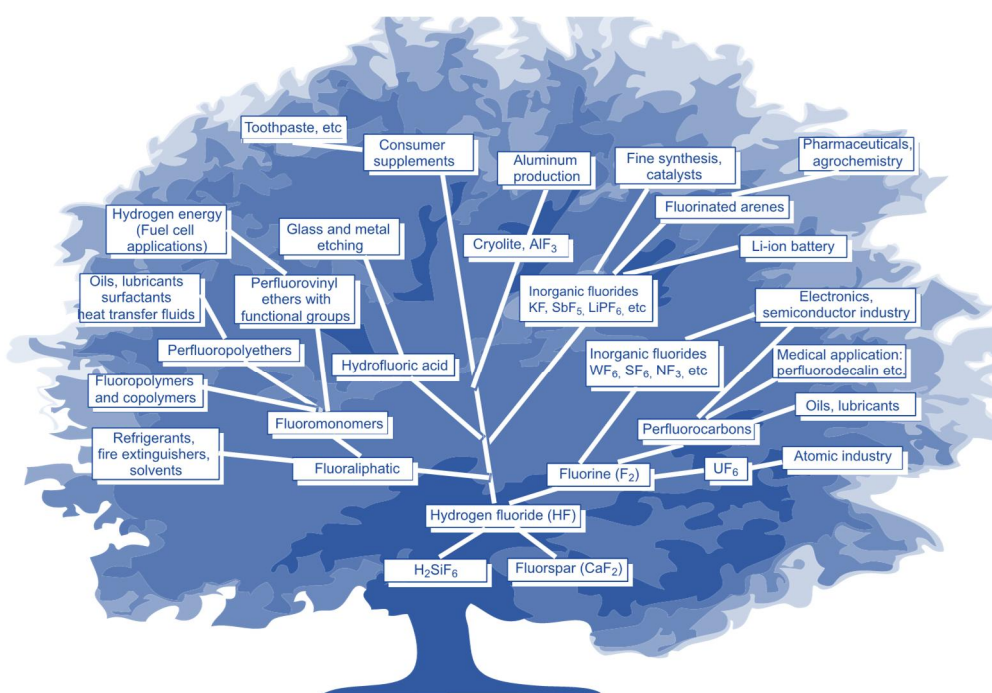 Toothpaste, etc
Consumer
supplements
Aluminum
production
Fine synthesis,
catalysts
Pharmaceuticals,
agrochemistry
Fluorinated arenes
Hydrogen energy
(Fuel cell
applications)
Glass and metal
etching
Cryolite, AlF₃
Li-ion battery
Oils, lubricants
surfactants
heat transfer fluids
Perfluorovinyl
ethers with
functional groups
Inorganic fluorides
KF, SbF₅, LiPF₆, etc
Electronics,
semiconductor industry
Perfluoropolyethers
Hydrofluoric acid
Inorganic fluorides
WF₆, SF₆, NF₃, etc
Medical application:
perfluorodecalin etc.
Fluoropolymers
and copolymers
Fluoromonomers
Perfluorocarbons
Oils, lubricants
Refrigerants,
fire extinguishers,
solvents
Fluoraliphatic
Fluorine (F₂)
UF₆
Atomic industry
Hydrogen fluoride (HF)
H₂SiF₆
Fluorspar (CaF₂)